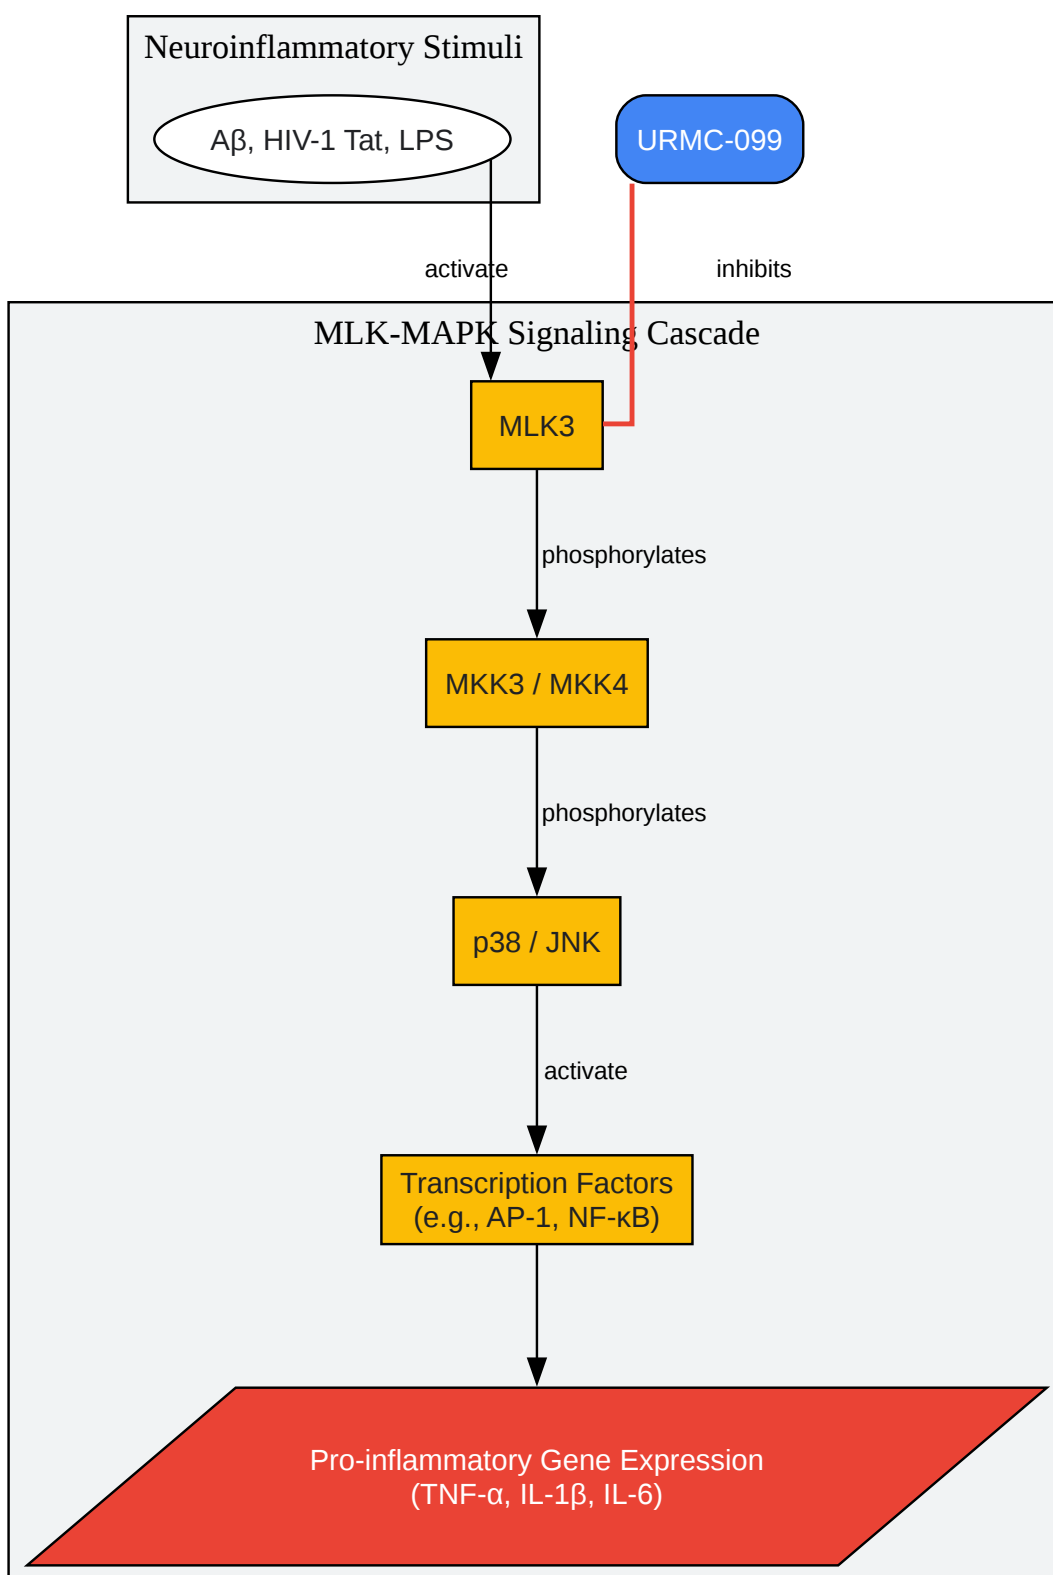 Neuroinflammatory Stimuli
Aβ, HIV-1 Tat, LPS
URMC-099
activate
inhibits
MLK-MAPK Signaling Cascade
MLK3
phosphorylates
MKK3 / MKK4
phosphorylates
p38 / JNK
activate
Transcription Factors
(e.g., AP-1, NF-κB)
Pro-inflammatory Gene Expression
(TNF-α, IL-1β, IL-6)